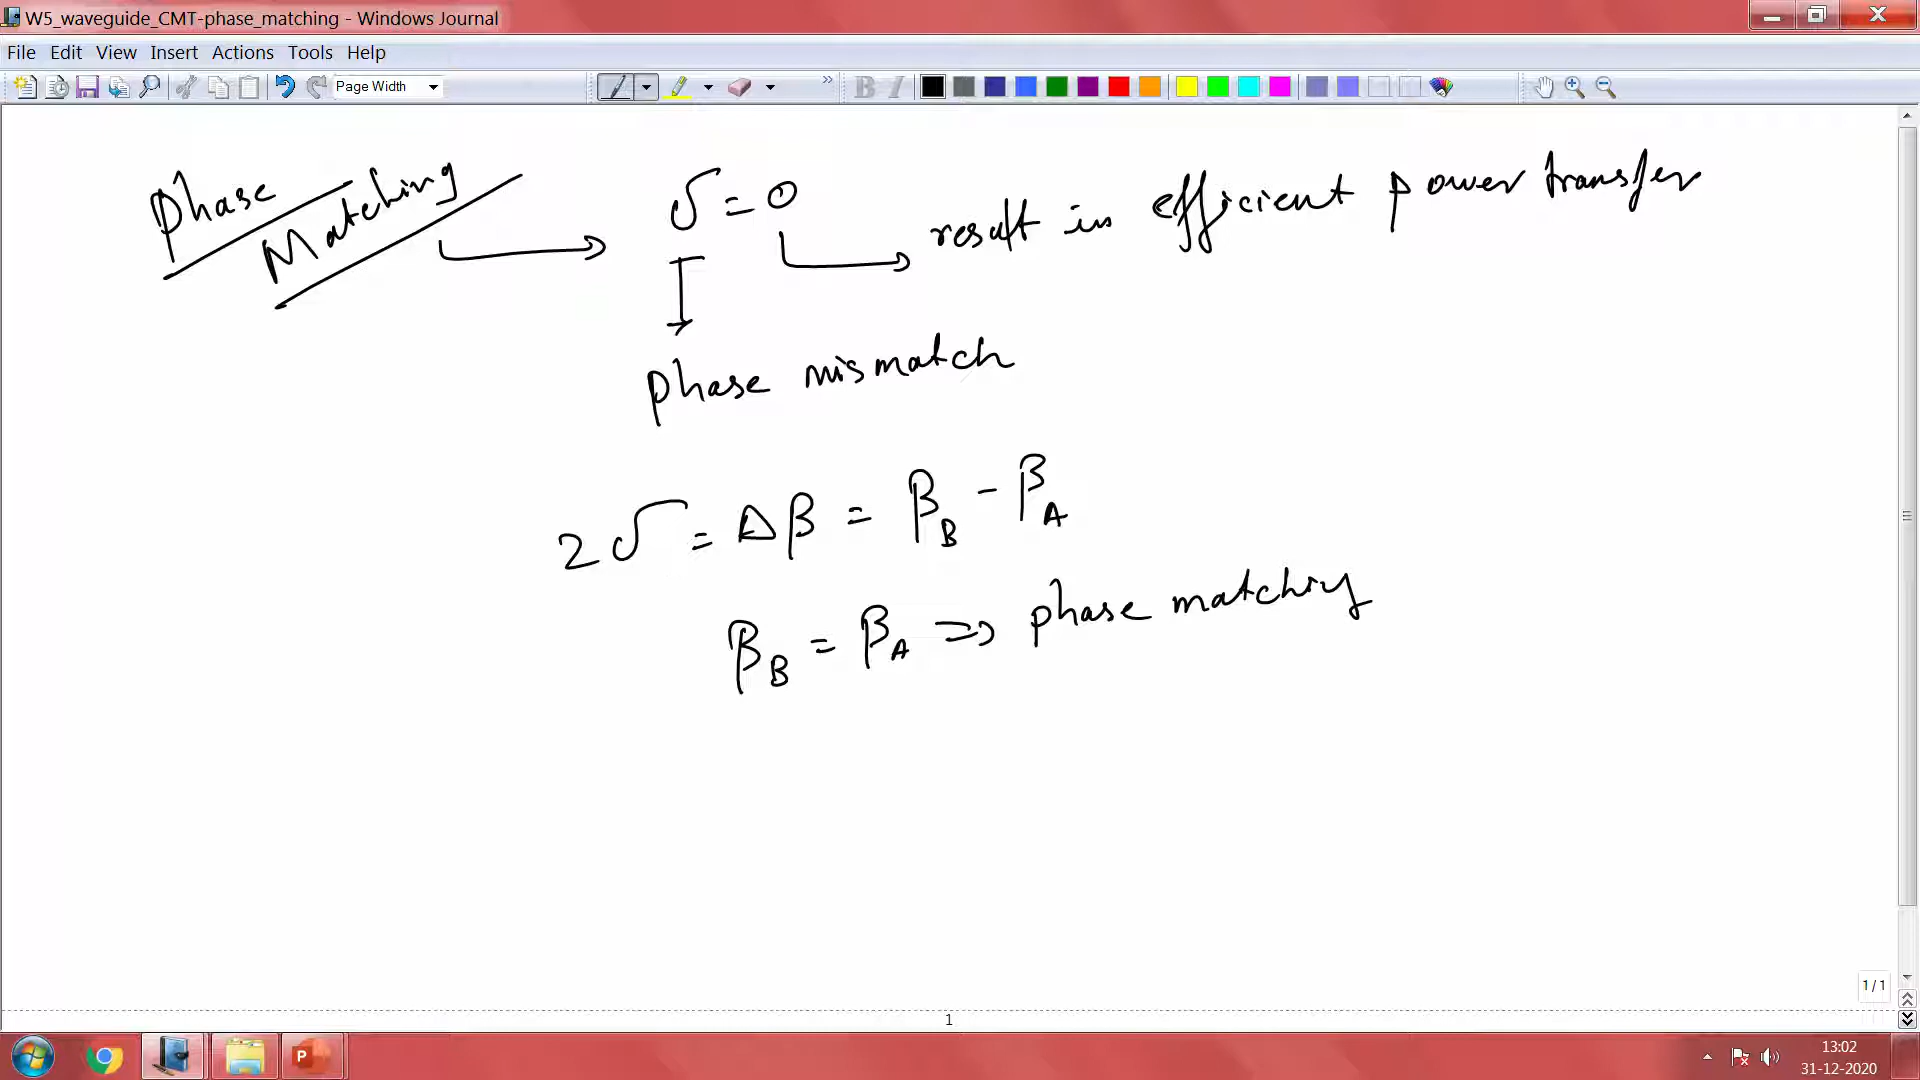 W5_waveguide_CMT-phase_matching - Windows Journal
File Edit View Insert Actions Tools Help
Page Width
B I
phase
Matching
δ = 0
result in efficient power transfer
phase mismatch
2δ = Δβ = β_B - β_A
β_B = β_A ⇒ phase matching
1 / 1
1
P
13:02
31-12-2020